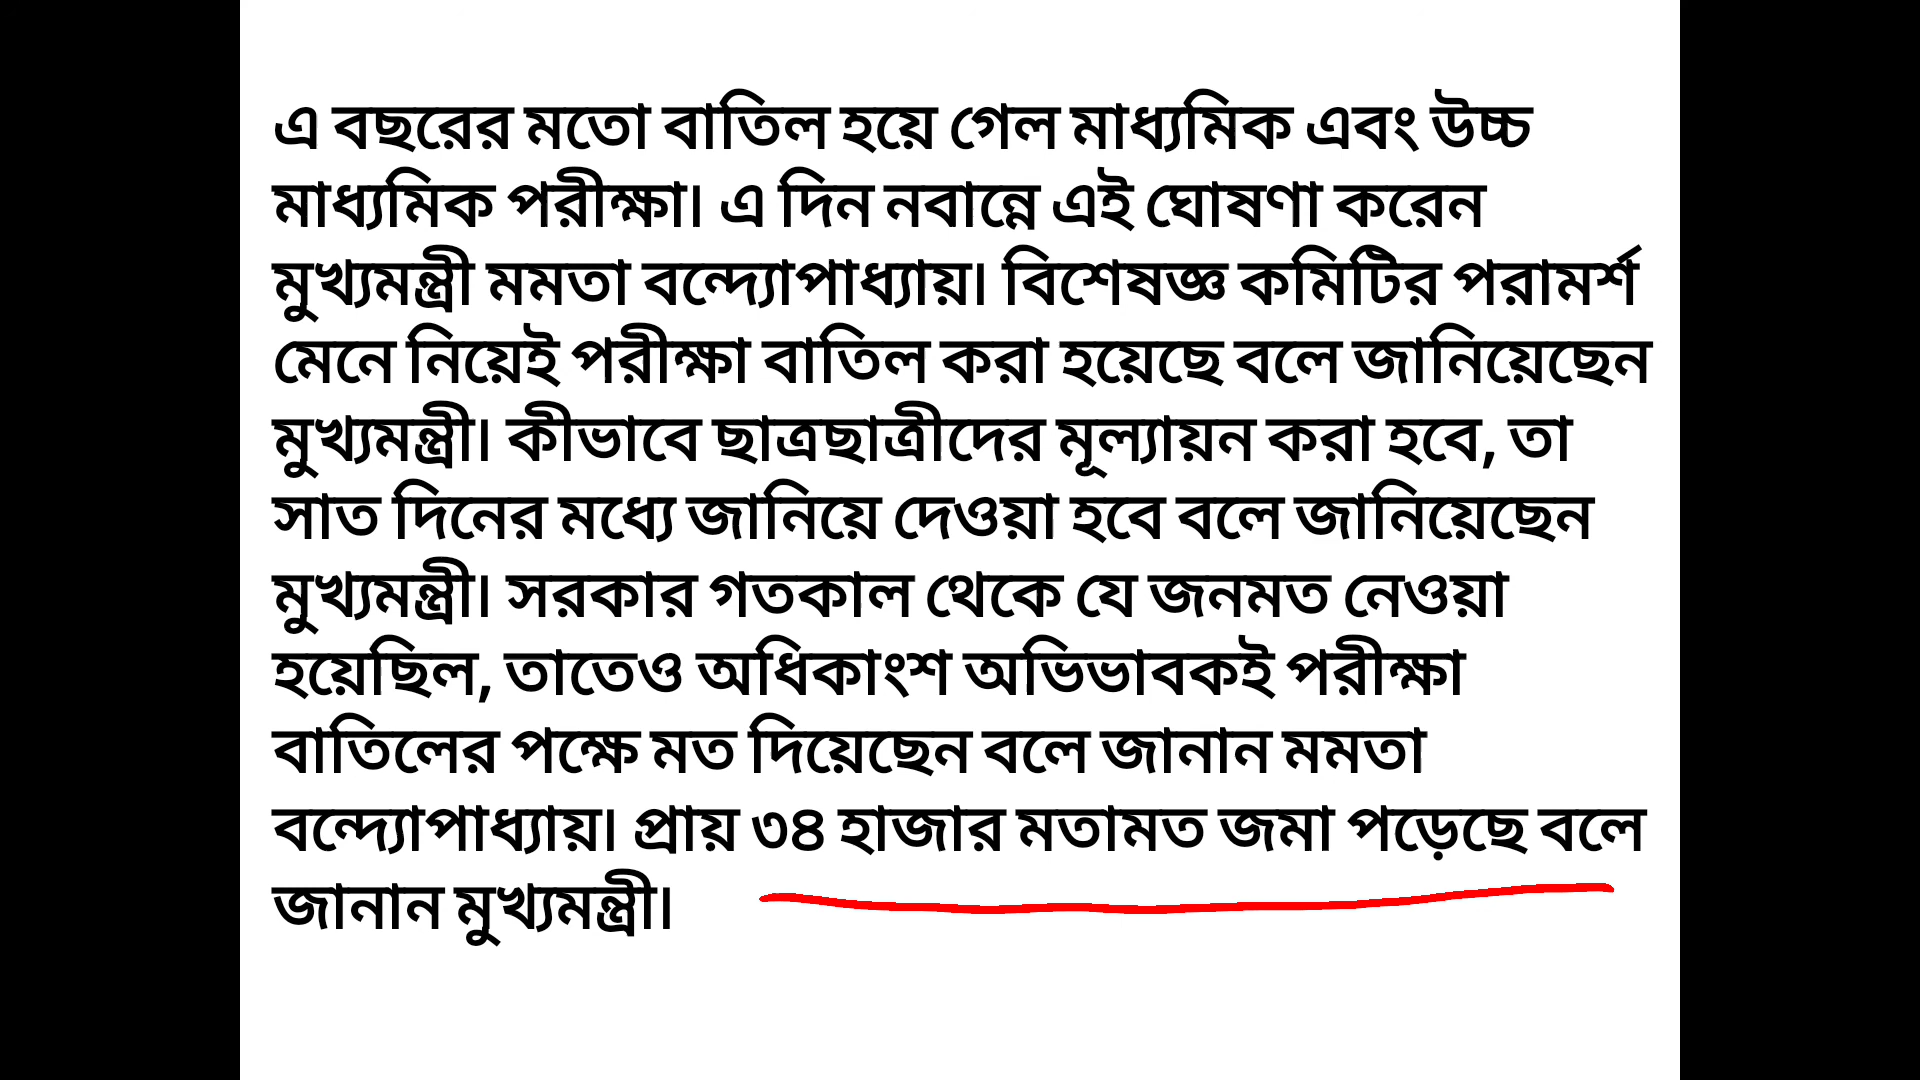 এ বছরের মতো বাতিল হয়ে গেল মাধ্যমিক এবং উচ্চ
মাধ্যমিক পরীক্ষা। এ দিন নবান্নে এই ঘোষণা করেন
মুখ্যমন্ত্রী মমতা বন্দ্যোপাধ্যায়। বিশেষজ্ঞ কমিটির পরামর্শ
মেনে নিয়েই পরীক্ষা বাতিল করা হয়েছে বলে জানিয়েছেন
মুখ্যমন্ত্রী। কীভাবে ছাত্রছাত্রীদের মূল্যায়ন করা হবে, তা
সাত দিনের মধ্যে জানিয়ে দেওয়া হবে বলে জানিয়েছেন
মুখ্যমন্ত্রী। সরকার গতকাল থেকে যে জনমত নেওয়া
হয়েছিল, তাতেও অধিকাংশ অভিভাবকই পরীক্ষা
বাতিলের পক্ষে মত দিয়েছেন বলে জানান মমতা
বন্দ্যোপাধ্যায়। প্রায় ৩৪ হাজার মতামত জমা পড়েছে বলে
জানান মুখ্যমন্ত্রী।